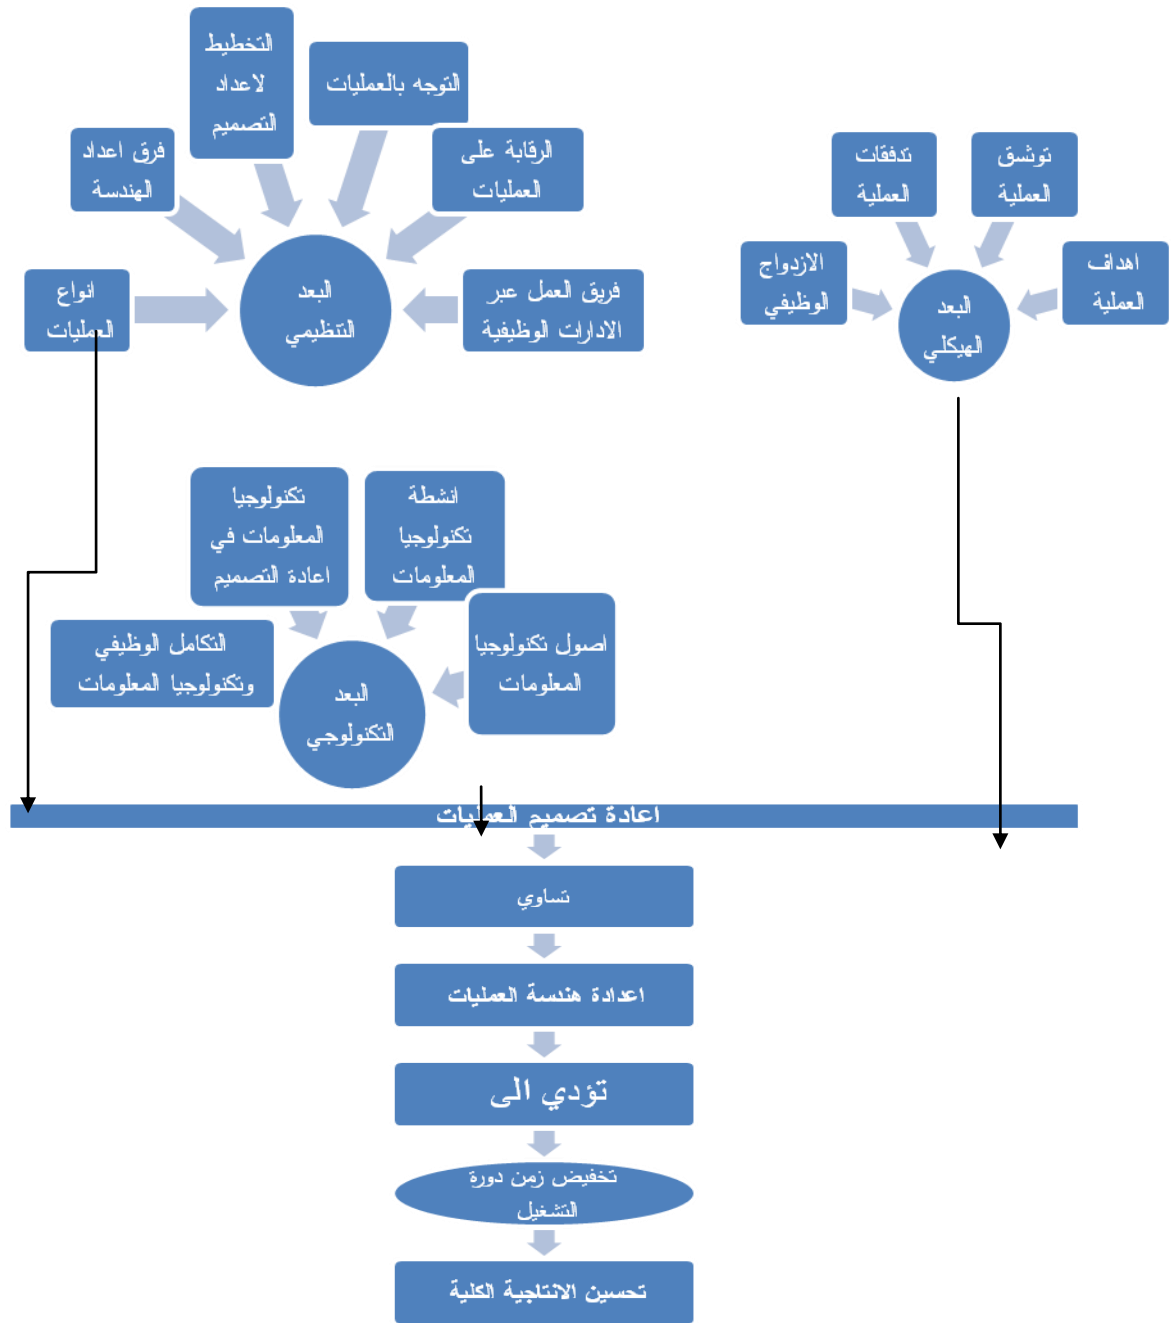 التخطيط
لاعداد
التصميم
التوجه بالعمليات
الرقابة على
العمليات
فرق اعداد
الهندسة
انواع
العمليات
البعد
التنظيمي
فريق العمل عبر
الادارات الوظيفية
تدفقات
العملية
توثسق
العملية
الازدواج
الوظيفي
اهداف
العملية
البعد
الهيكلي
تكنولوجيا
المعلومات في
اعادة التصميم
انشطة
تكنولوجيا
المعلومات
اصول تكنولوجيا
المعلومات
التكامل الوظيفي
وتكنولوجيا المعلومات
البعد
التكنولوجي
اعادة تصميم العمليات
تساوي
اعدادة هندسة العمليات
تؤدي الى
تخفيض زمن دورة
التشغيل
تحسين الانتاجية الكلية